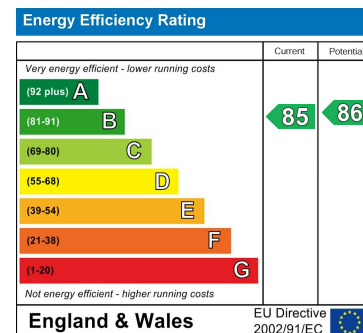 Energy Efficiency Rating
Current Potential
Very energy efficient - lower running costs
(92 plus) A
(81-91) B
(69-80) C
(55-68) D
(39-54) E
(21-38) F
(1-20) G
85 86
Not energy efficient - higher running costs
England & Wales
EU Directive
2002/91/EC